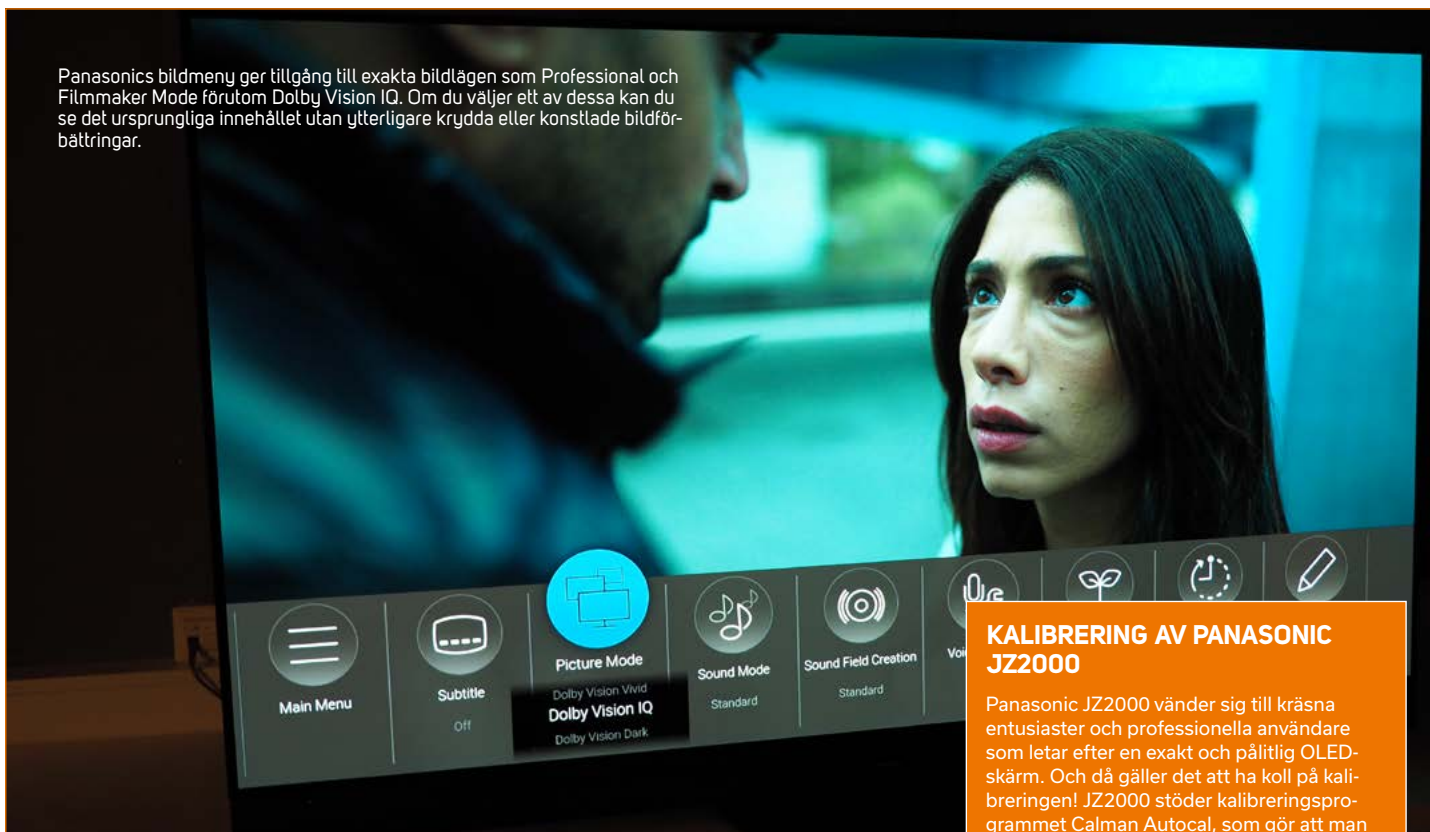 Panasonics bildmeny ger tillgång till exakta bildlägen som Professional och
Filmmaker Mode förutom Dolby Vision IQ. Om du väljer ett av dessa kan du
se det ursprungliga innehållet utan ytterligare krydda eller konstlade bildför-
bättringar.
Main Menu
Subtitle
Off
Picture Mode
Dolby Vision Vivid
Dolby Vision IQ
Dolby Vision Dark
Sound Mode
Standard
Sound Field Creation
Standard
KALIBRERING AV PANASONIC
JZ2000
Panasonic JZ2000 vänder sig till kräsna
entusiaster och professionella användare
som letar efter en exakt och pålitlig OLED-
skärm. Och då gäller det att ha koll på kali-
breringen! JZ2000 stöder kalibreringspro-
grammet Calman Autocal, som gör att man